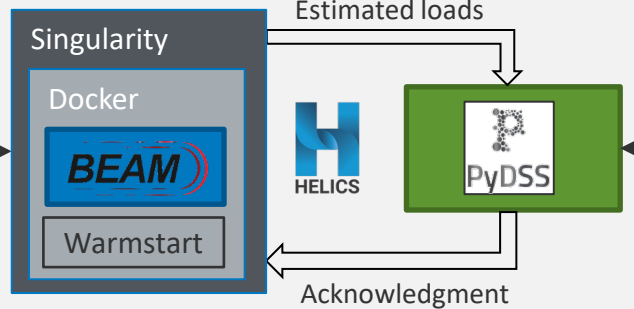 Estimated loads
Singularity
Docker
BEAM
Warmstart
HELICS
PyDSS
Acknowledgment